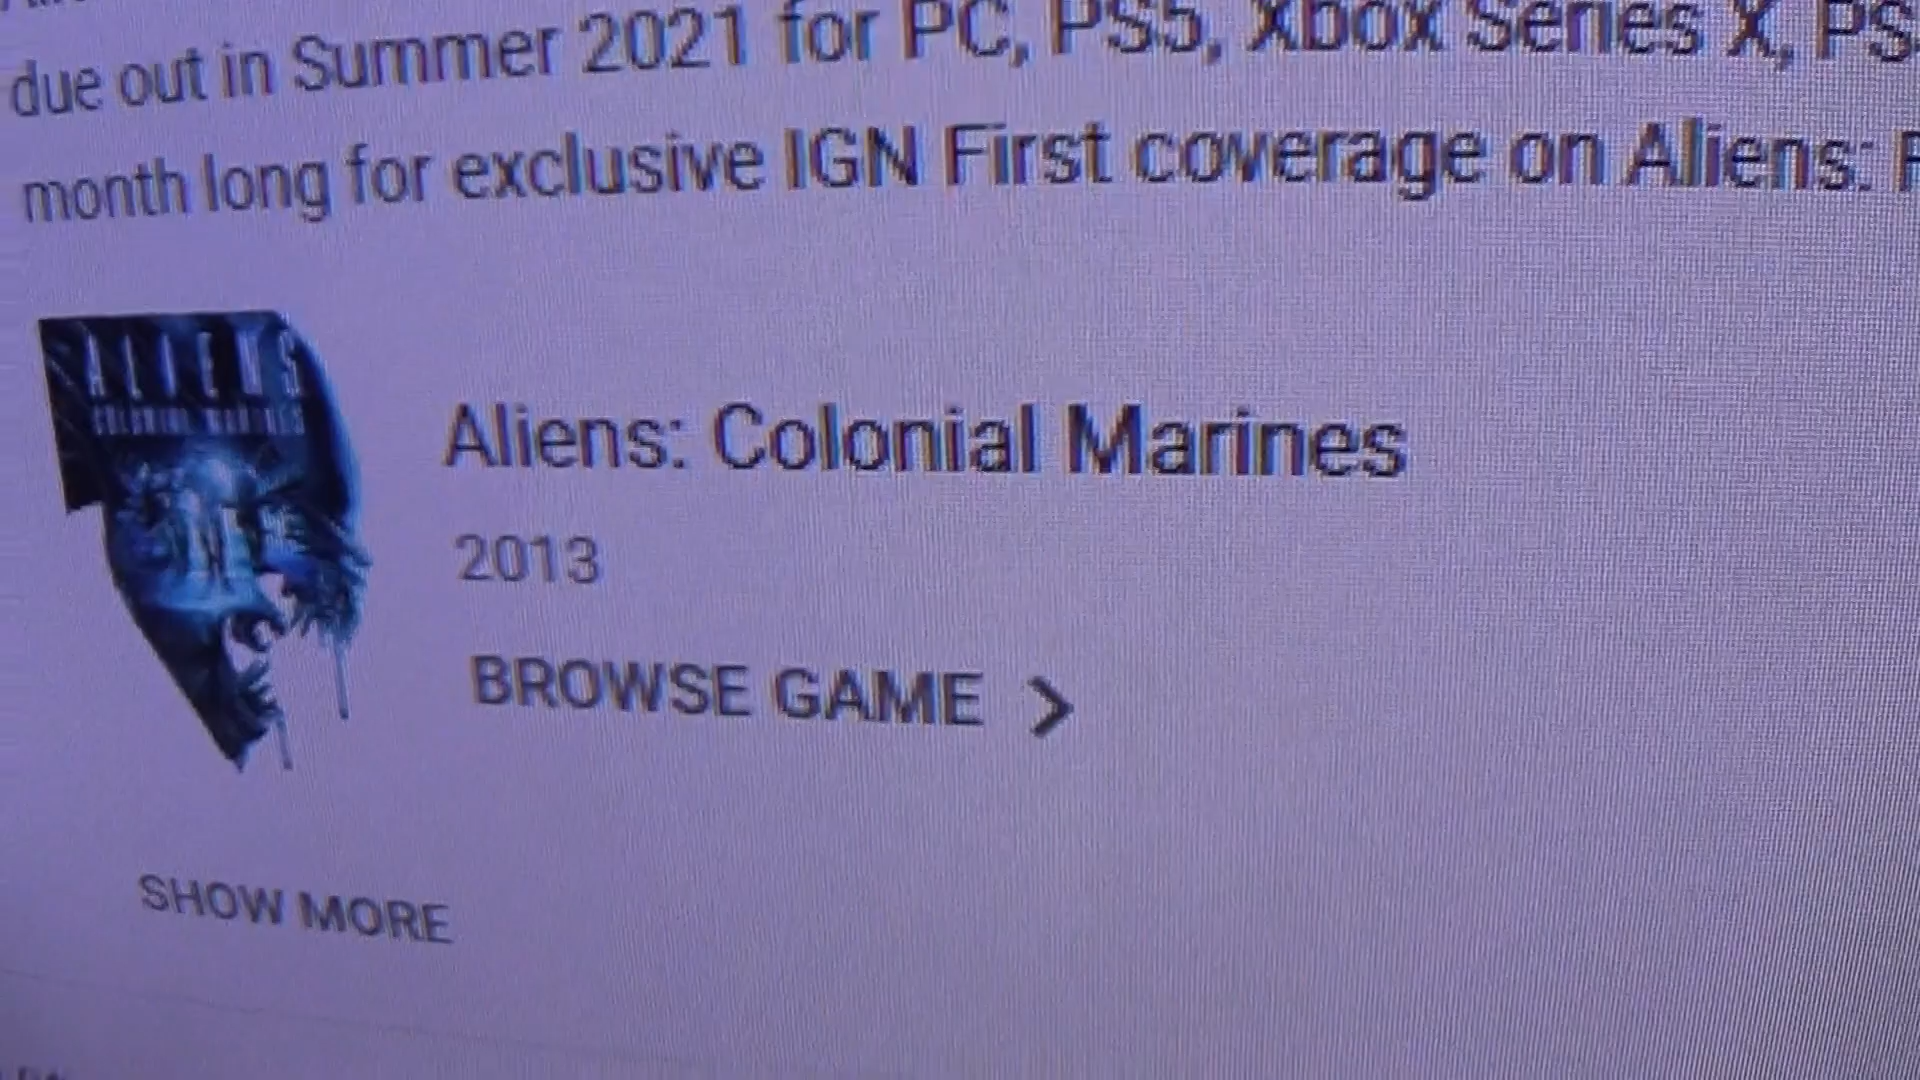 due out in Summer 2021 for PC, PS5, Xbox Series X,
month long for exclusive IGN First coverage on Aliens:
ALIENS
COLONIAL MARINES
Aliens: Colonial Marines
2013
BROWSE GAME
SHOW MORE